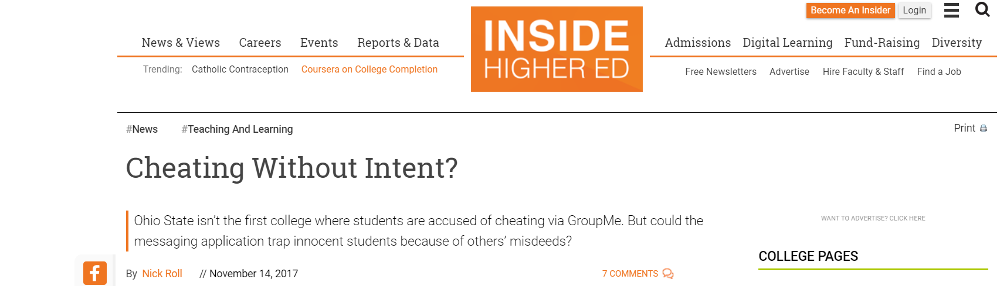 Become An Insider Login
INSIDE
HIGHER ED
News & Views Careers Events Reports & Data
Admissions Digital Learning Fund-Raising Diversity
Trending: Catholic Contraception Coursera on College Completion
Free Newsletters Advertise Hire Faculty & Staff Find a Job
#News #Teaching And Learning
Print
Cheating Without Intent?
Ohio State isn’t the first college where students are accused of cheating via GroupMe. But could the
messaging application trap innocent students because of others’ misdeeds?
WANT TO ADVERTISE? CLICK HERE
COLLEGE PAGES
By Nick Roll // November 14, 2017
7 COMMENTS